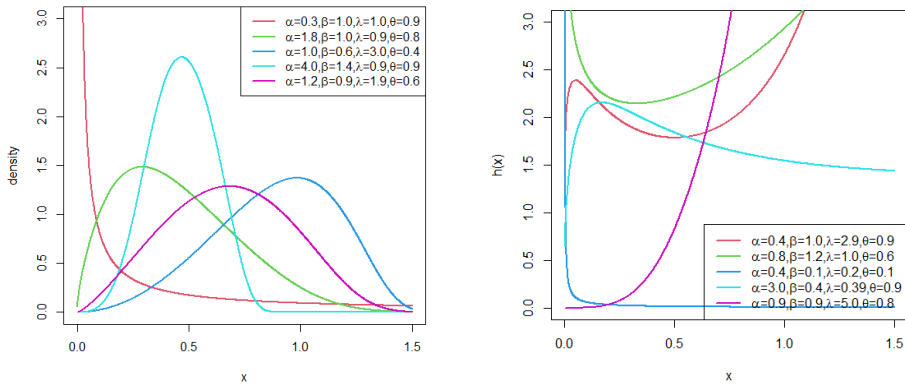 3.0
2.5
2.0
1.5
1.0
0.5
0.0
density
α=0.3,β=1.0,λ=1.0,θ=0.9
α=1.8,β=1.0,λ=0.9,θ=0.8
α=1.0,β=0.6,λ=3.0,θ=0.4
α=4.0,β=1.4,λ=0.9,θ=0.9
α=1.2,β=0.9,λ=1.9,θ=0.6
0.0 0.5 1.0 1.5
x
3.0
2.5
2.0
1.5
1.0
0.5
0.0
h(x)
α=0.4,β=1.0,λ=2.9,θ=0.9
α=0.8,β=1.2,λ=1.0,θ=0.6
α=0.4,β=0.1,λ=0.2,θ=0.1
α=3.0,β=0.4,λ=0.39,θ=0.9
α=0.9,β=0.9,λ=5.0,θ=0.8
0.0 0.5 1.0 1.5
x